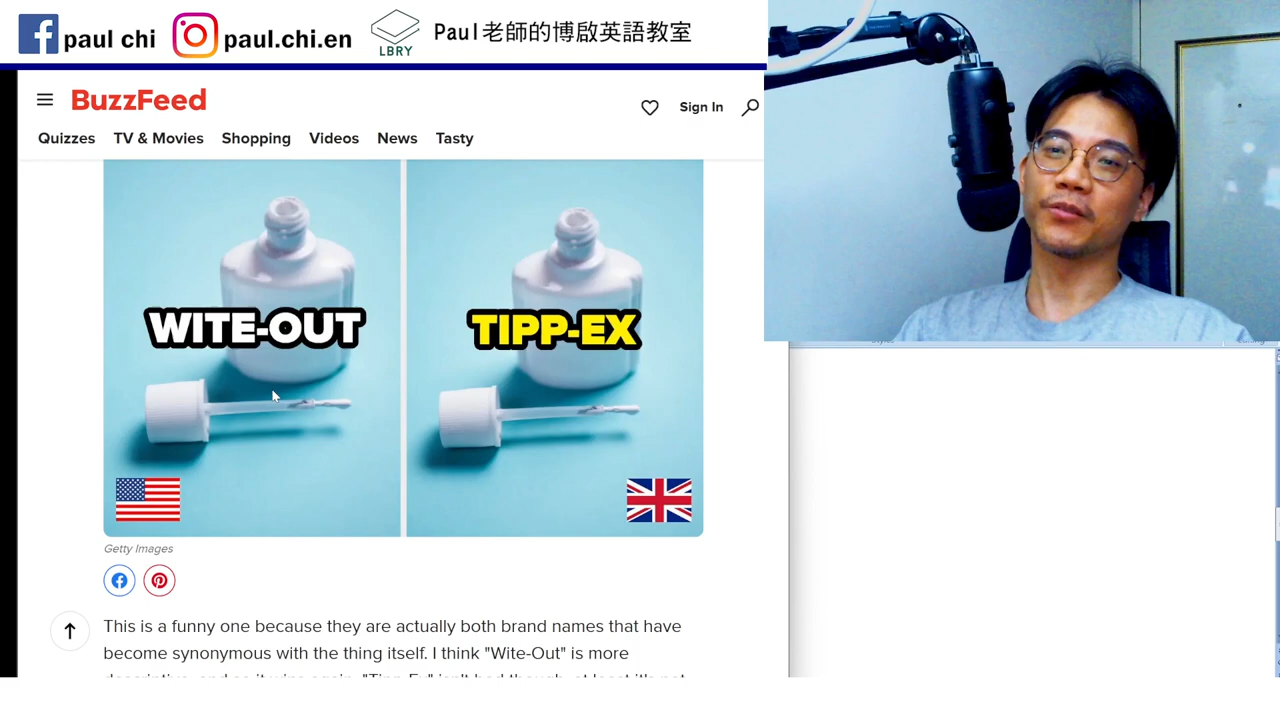 paul chi
paul.chi.en
LBRY
Paul老師的博啟英語教室
BuzzFeed
Sign In
Quizzes TV & Movies Shopping Videos News Tasty
WITE-OUT
TIPP-EX
Getty Images
This is a funny one because they are actually both brand names that have
become synonymous with the thing itself. I think "Wite-Out" is more